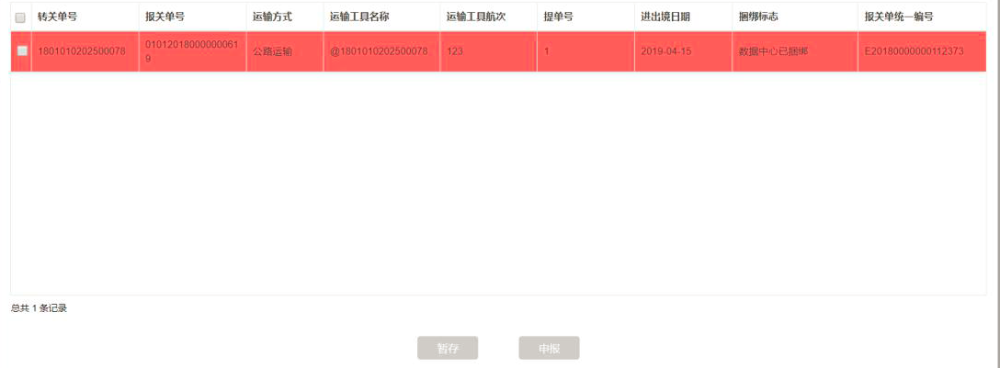 转关单号 报关单号 运输方式 运输工具名称 运输工具航次 提单号 进出境日期 捆绑标志 报关单统一编号
1801010202500078 010120180000000619 公路运输 @1801010202500078 123 1 2019-04-15 数据中心已捆绑 E20180000000112373
总共 1 条记录
暂存 申报